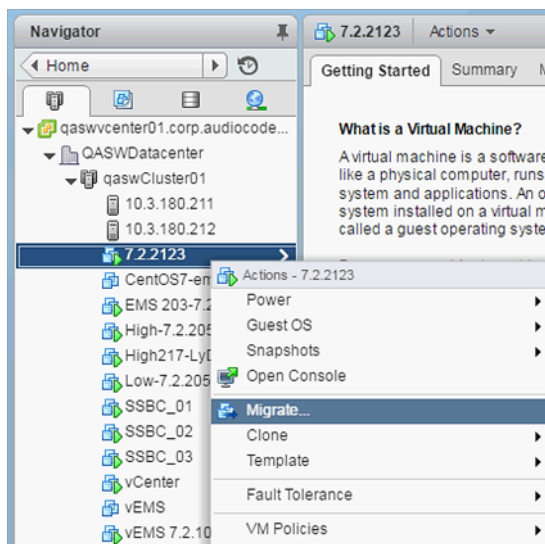 Navigator
Home
qaswvcenter01.corp.audiocode...
QASWDatacenter
qaswCluster01
10.3.180.211
10.3.180.212
7.2.2123
CentOS7-em
EMS 203-7.2
High-7.2.205
High217-LyD
Low-7.2.205
SSBC_01
SSBC_02
SSBC_03
vCenter
vEMS
vEMS 7.2.10
7.2.2123 Actions
Getting Started Summary M
What is a Virtual Machine?
A virtual machine is a software
like a physical computer, runs
system and applications. An o
system installed on a virtual m
called a guest operating syste
Actions - 7.2.2123
Power
Guest OS
Snapshots
Open Console
Migrate...
Clone
Template
Fault Tolerance
VM Policies